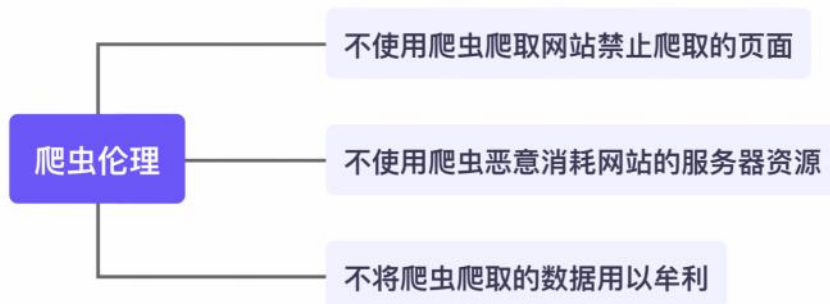 不使用爬虫爬取网站禁止爬取的页面
爬虫伦理
不使用爬虫恶意消耗网站的服务器资源
不将爬虫爬取的数据用以牟利